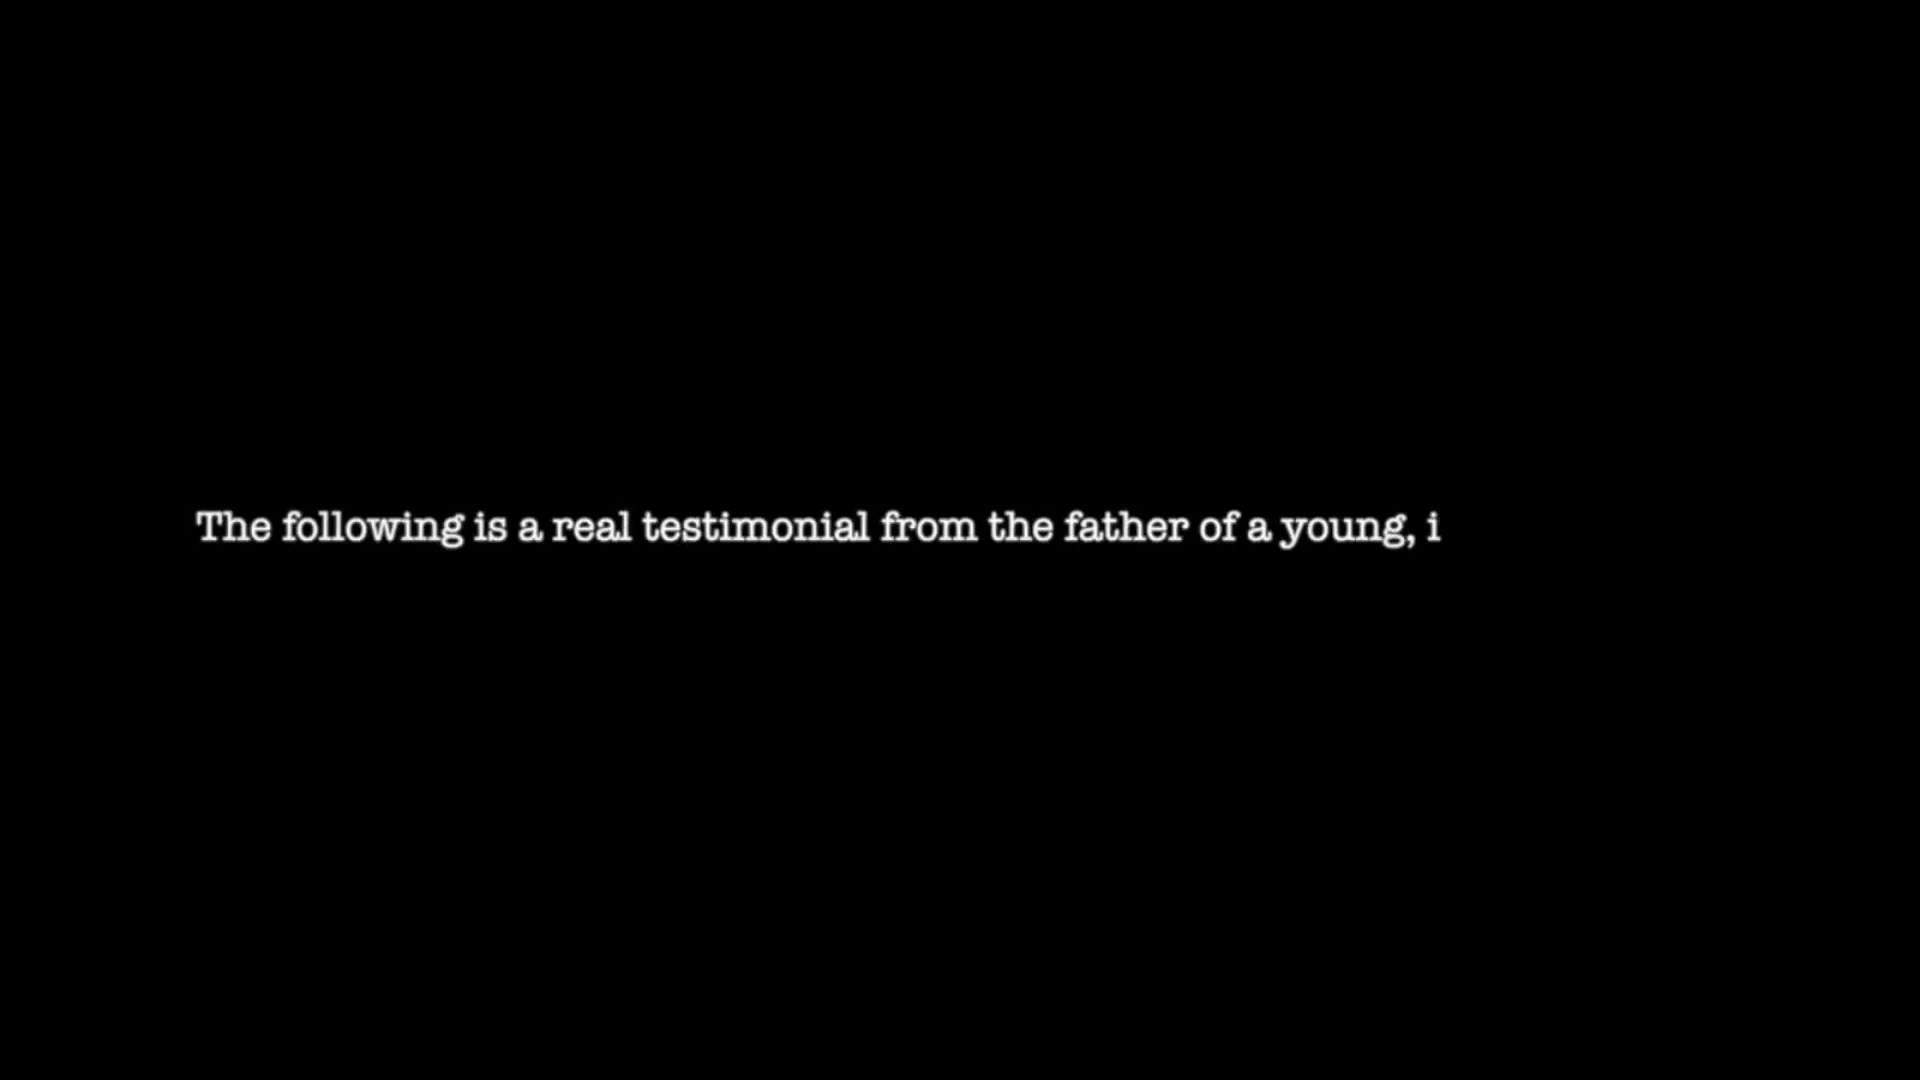 The following is a real testimonial from the father of a young, i